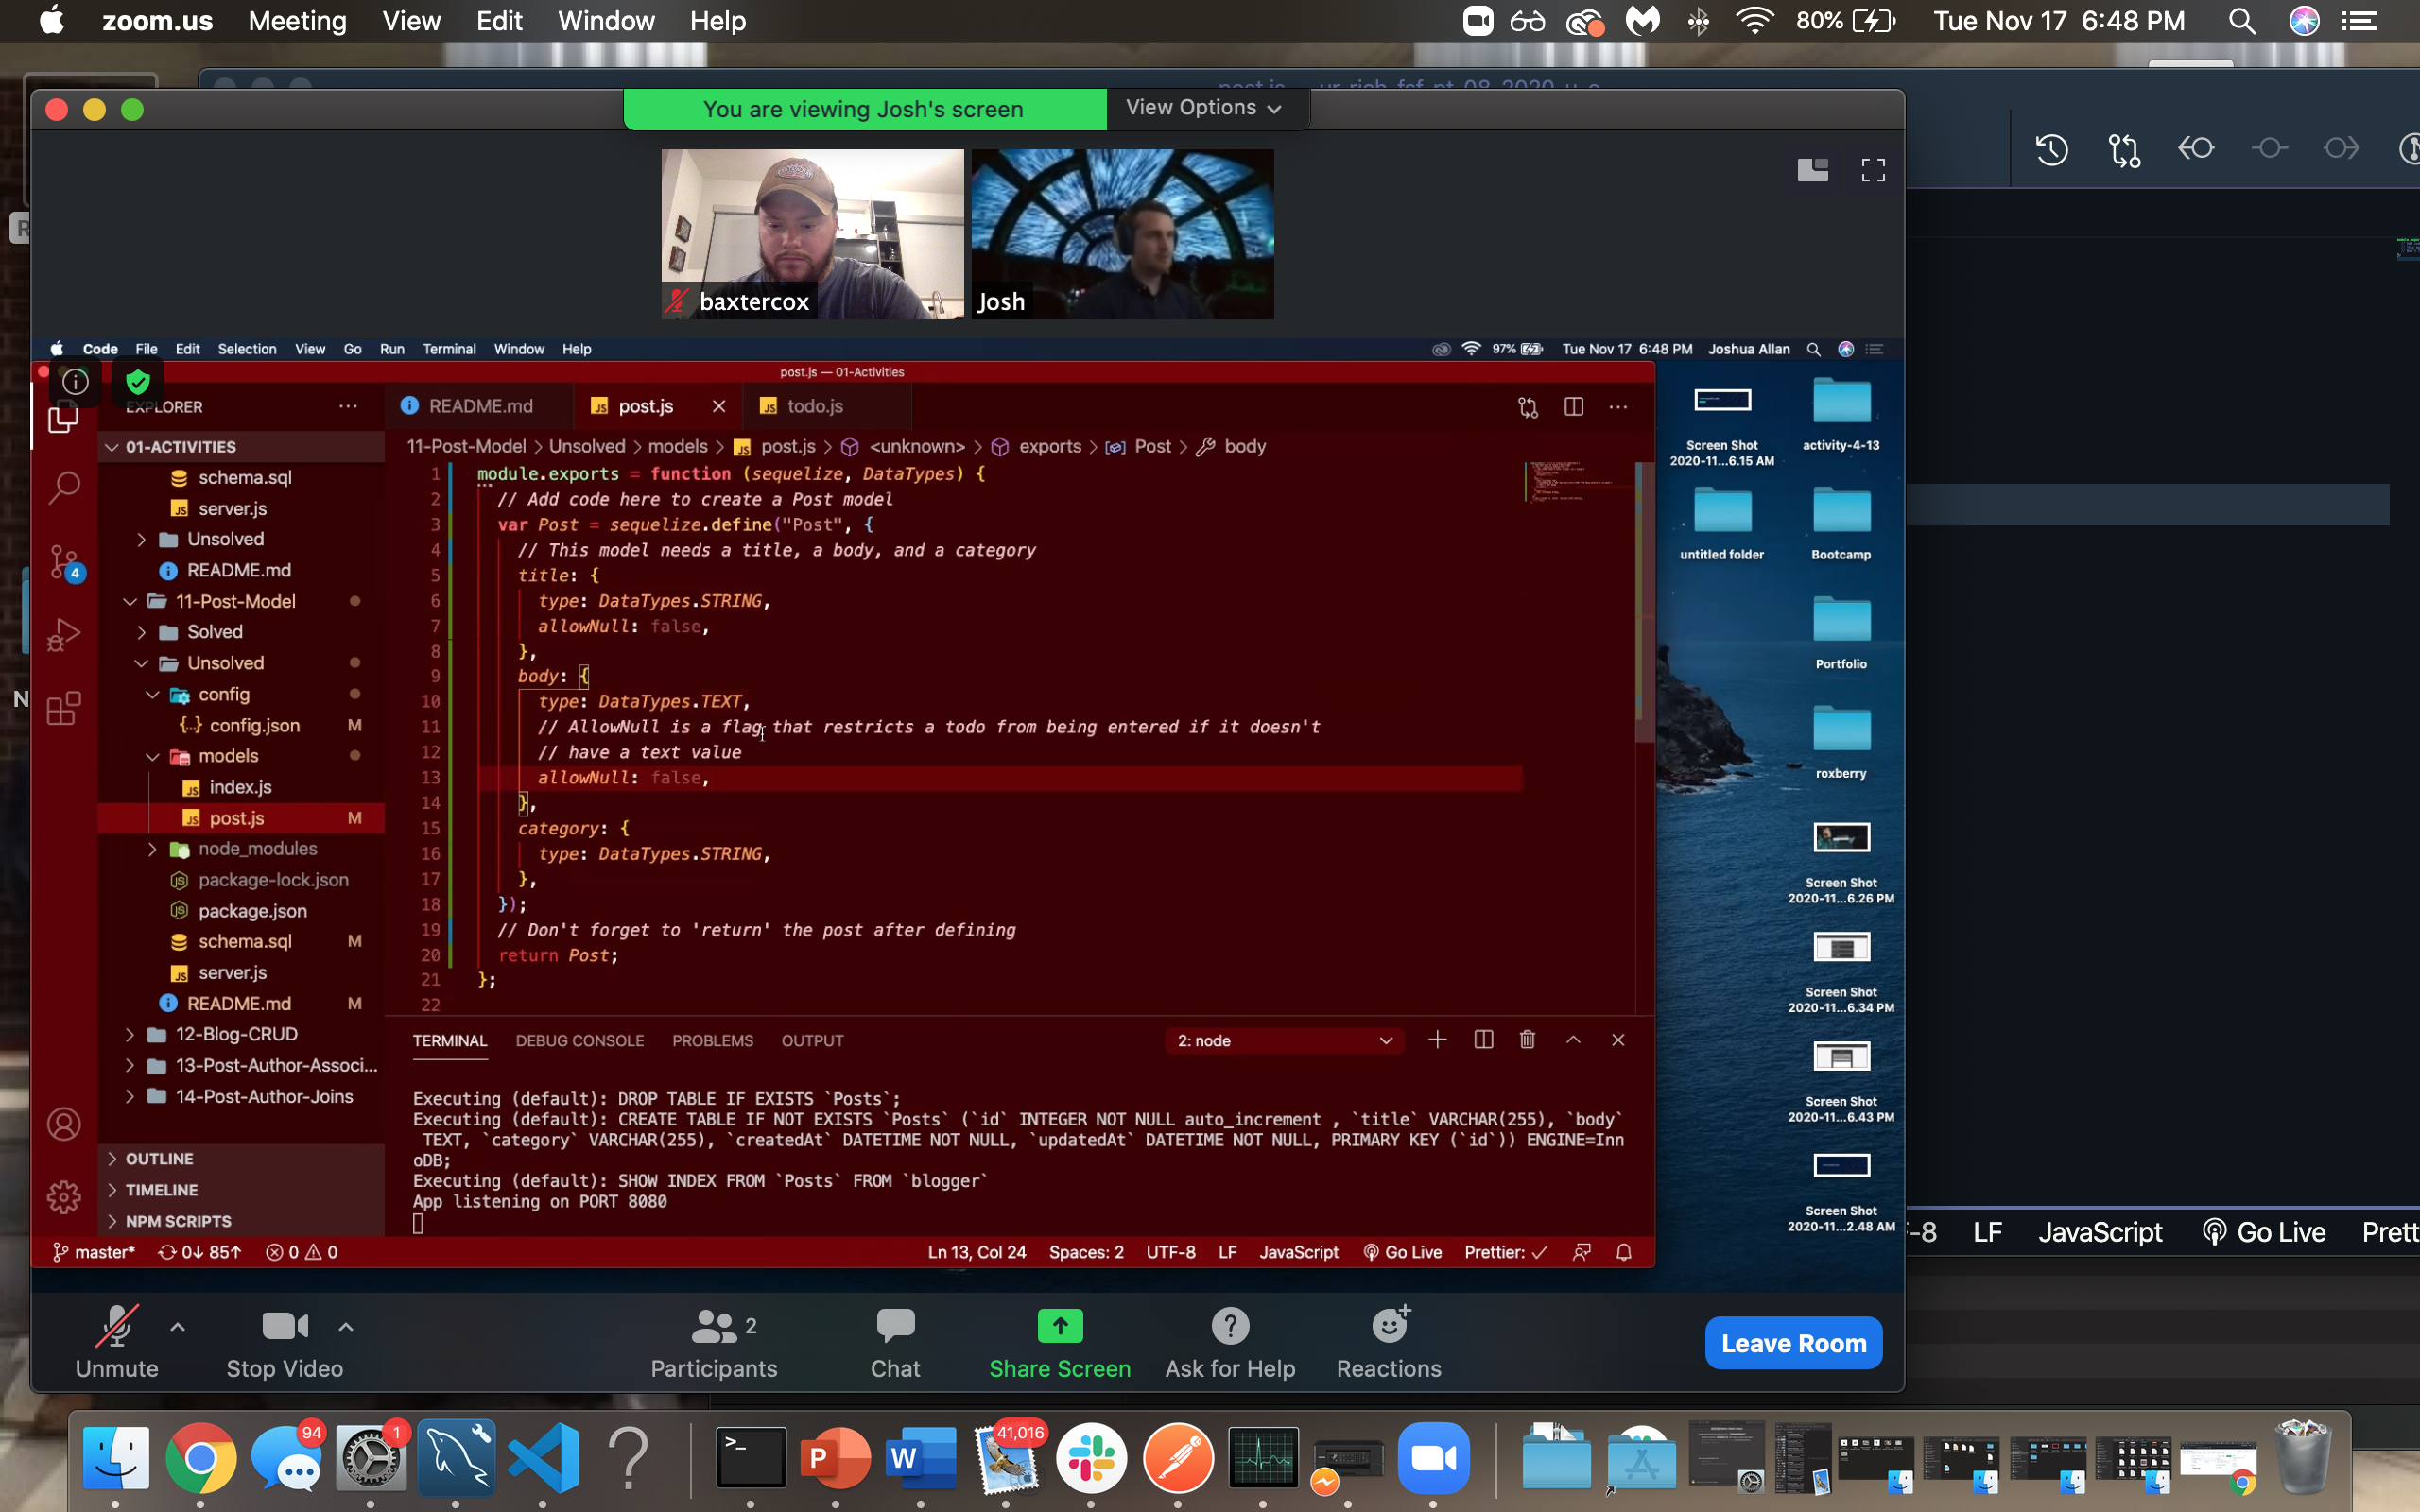 zoom.us Meeting View Edit Window Help 80% Tue Nov 17 6:48 PM
You are viewing Josh's screen View Options
baxtercox Josh
Code File Edit Selection View Go Run Terminal Window Help 97% Tue Nov 17 6:48 PM Joshua Allan
post.js — 01-Activities
EXPLORER ··· README.md post.js todo.js
01-ACTIVITIES
11-Post-Model > Unsolved > models > post.js > <unknown> > exports > Post > body
schema.sql
server.js
Unsolved
README.md
11-Post-Model
Solved
Unsolved
config
config.json M
models
index.js
post.js M
node_modules
package-lock.json
package.json
schema.sql M
server.js
README.md M
12-Blog-CRUD
13-Post-Author-Associ...
14-Post-Author-Joins
OUTLINE
TIMELINE
NPM SCRIPTS
4
1 module.exports = function (sequelize, DataTypes) {
2 // Add code here to create a Post model
3 var Post = sequelize.define("Post", {
4 // This model needs a title, a body, and a category
5 title: {
6 type: DataTypes.STRING,
7 allowNull: false,
8 },
9 body: {
10 type: DataTypes.TEXT,
11 // AllowNull is a flag that restricts a todo from being entered if it doesn't
12 // have a text value
13 allowNull: false,
14 },
15 category: {
16 type: DataTypes.STRING,
17 },
18 });
19 // Don't forget to 'return' the post after defining
20 return Post;
21 };
22
TERMINAL DEBUG CONSOLE PROBLEMS OUTPUT 2: node
Executing (default): DROP TABLE IF EXISTS `Posts`;
Executing (default): CREATE TABLE IF NOT EXISTS `Posts` (`id` INTEGER NOT NULL auto_increment , `title` VARCHAR(255), `body`
TEXT, `category` VARCHAR(255), `createdAt` DATETIME NOT NULL, `updatedAt` DATETIME NOT NULL, PRIMARY KEY (`id`)) ENGINE=Inn
oDB;
Executing (default): SHOW INDEX FROM `Posts` FROM `blogger`
App listening on PORT 8080
master* 0↓ 85↑ 0 0 Ln 13, Col 24 Spaces: 2 UTF-8 LF JavaScript Go Live Prettier: ✓
Screen Shot
2020-11...6.15 AM
activity-4-13
untitled folder
Bootcamp
Portfolio
roxberry
Screen Shot
2020-11...6.26 PM
Screen Shot
2020-11...6.34 PM
Screen Shot
2020-11...6.43 PM
Screen Shot
2020-11...2.48 AM
-8 LF JavaScript Go Live Prett
Unmute Stop Video Participants 2 Chat Share Screen Ask for Help Reactions Leave Room
94 1 41,016